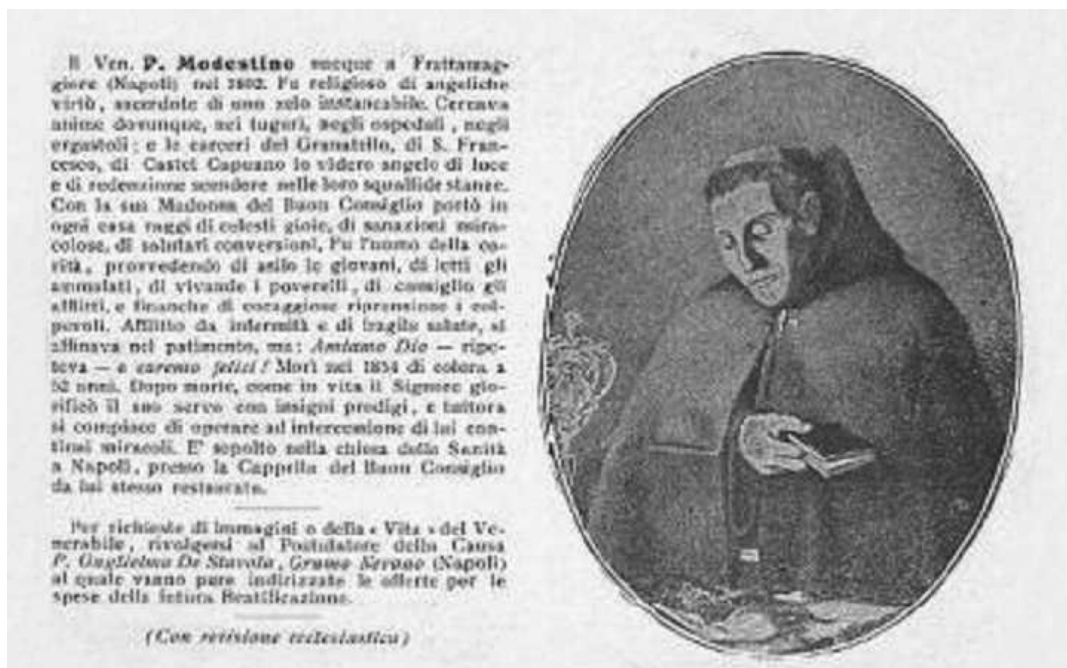 Il Ven. P. Modestino nacque a Frattamag-
giore (Napoli) nel 1802. Fu religioso di angeliche
virtù, sacerdote di uno zelo instancabile. Cercava
anime dovunque, nei tuguri, negli ospedali, negli
ergastoli; e le carceri del Granatello, di S. Fran-
cesco, di Castel Capuano lo videro angelo di luce
e di redenzione scendere nelle loro squallide stanze.
Con la sua Madonna del Buon Consiglio portò in
ogni casa raggi di celesti gioie, di sanazioni mira-
colose, di salutari conversioni. Fu l'uomo della ca-
rità, provvedendo di asilo le giovani, di letti gli
ammalati, di vivande i poverelli, di consiglio gli
afflitti, e finanche di coraggiose riprensione i col-
pevoli. Afflitto da infermità e di fragile salute, si
affinava nel patimento, ma: Amiamo Dio — ripe-
teva — e saremo felici! Morì nel 1854 di colera a
52 anni. Dopo morte, come in vita il Signore glo-
rificò il suo servo con insigni prodigi, e tuttora
si compiace di operare ad intercessione di lui con-
tinui miracoli. E' sepolto nella chiesa della Sanità
a Napoli, presso la Cappella del Buon Consiglio
da lui stesso restaurata.
Per richieste di immagini o della « Vita » del Ve-
nerabile, rivolgersi al Postulatore della Causa
P. Guglielmo De Stavola, Grumo Nevano (Napoli)
al quale vanno pure indirizzate le offerte per le
spese della futura Beatificazione.
(Con revisione ecclesiastica)